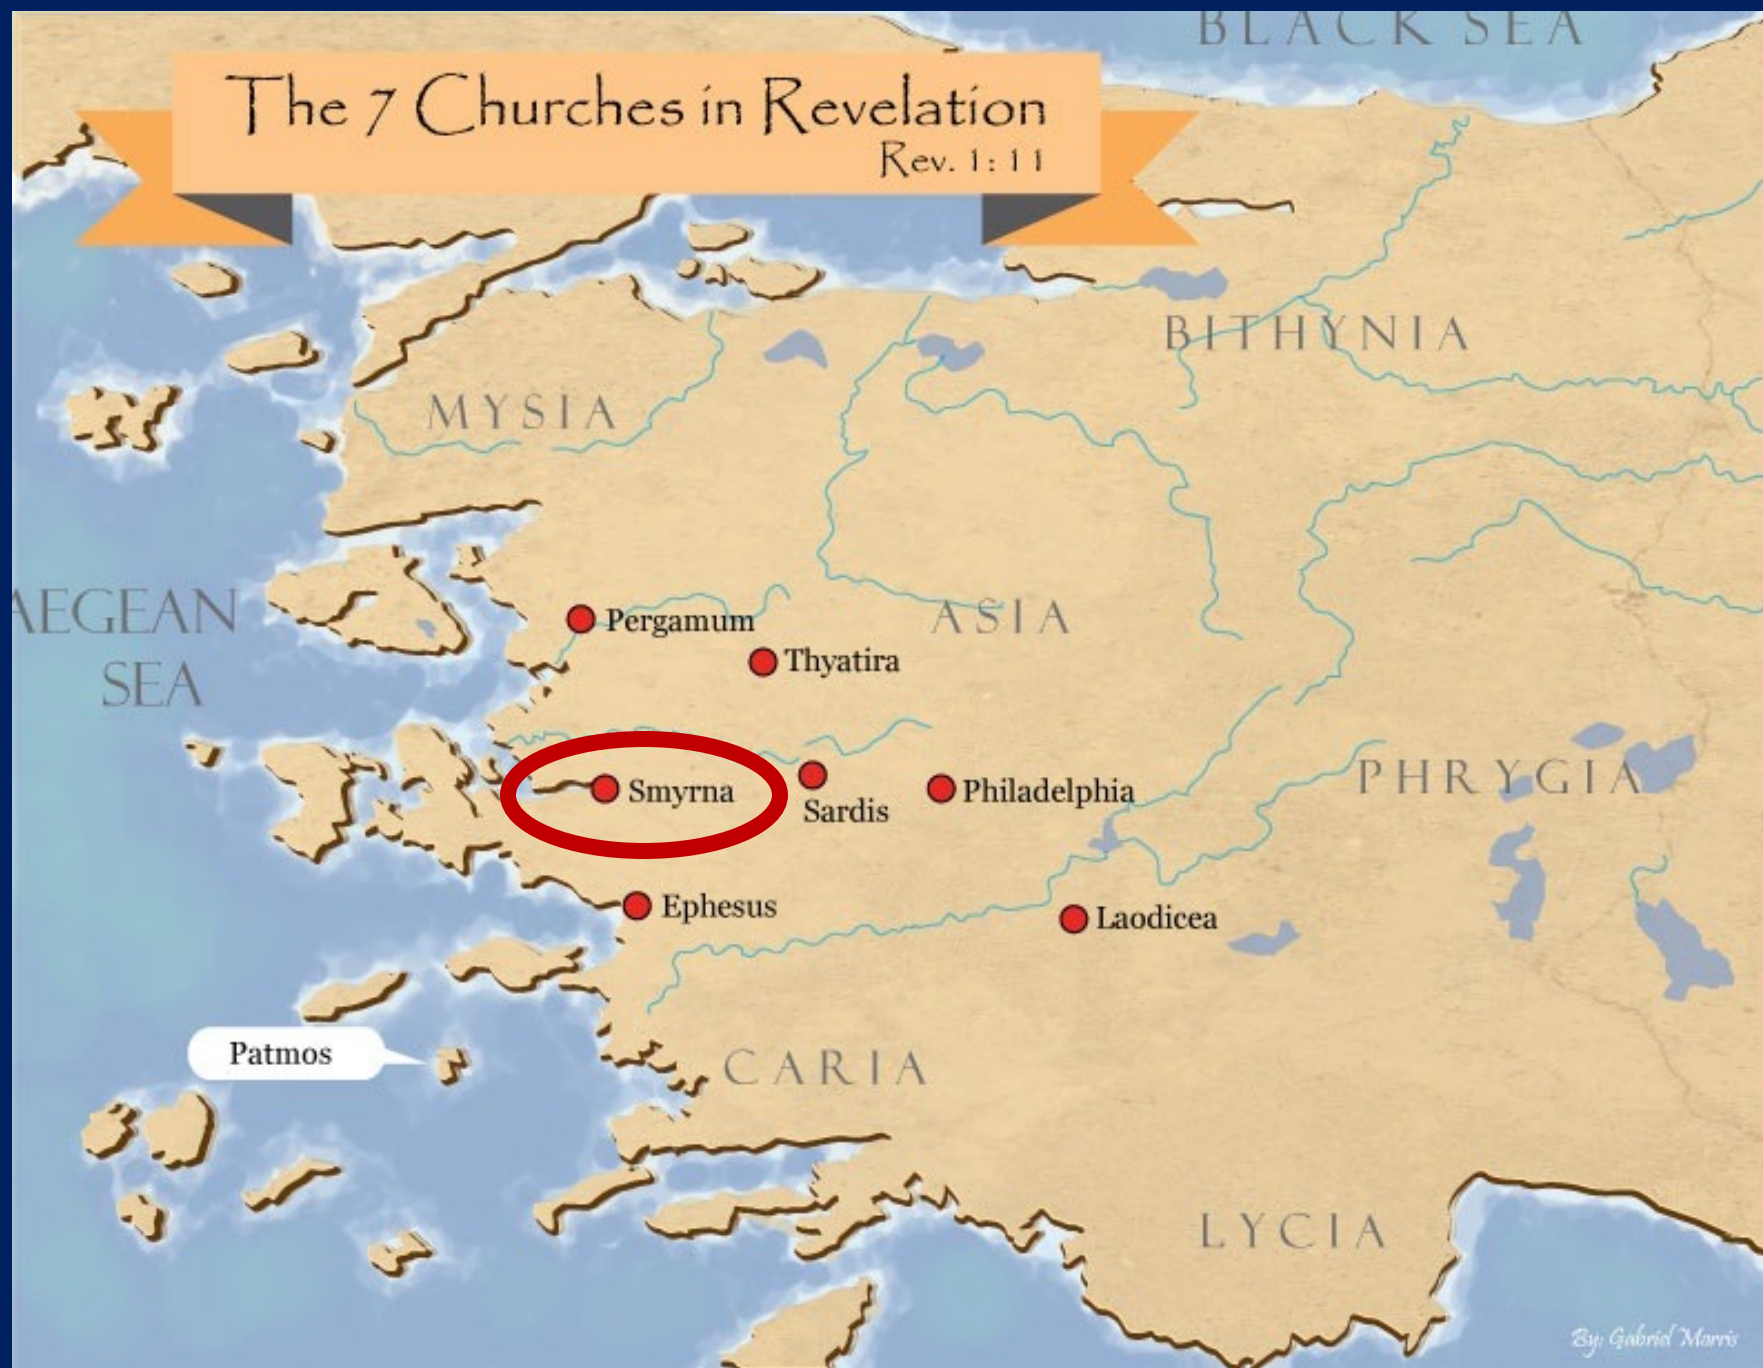 BLACK SEA
The 7 Churches in Revelation
Rev. 1:11
BITHYNIA
MYSIA
AEGEAN
SEA
Pergamum
ASIA
Thyatira
Smyrna
Sardis
Philadelphia
PHRYGIA
Ephesus
Laodicea
Patmos
CARIA
LYCIA
By: Gabriel Morris